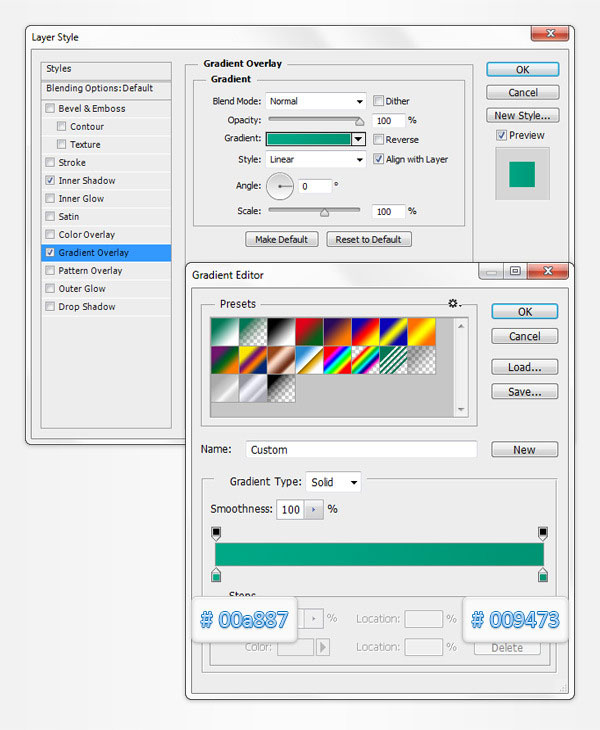 Layer Style
Styles
Blending Options:Default
Bevel & Emboss
Contour
Texture
Stroke
Inner Shadow
Inner Glow
Satin
Color Overlay
Gradient Overlay
Pattern Overlay
Outer Glow
Drop Shadow
Gradient Overlay
Gradient
Blend Mode: Normal Dither
Opacity: 100 %
Gradient: Reverse
Style: Linear Align with Layer
Angle: 0 °
Scale: 100 %
Make Default Reset to Default
OK
Cancel
New Style...
Preview
Gradient Editor
Presets
OK
Cancel
Load...
Save...
Name: Custom New
Gradient Type: Solid
Smoothness: 100 %
Stops
# 00a887 % Location: % # 009473
Color: Location: % Delete